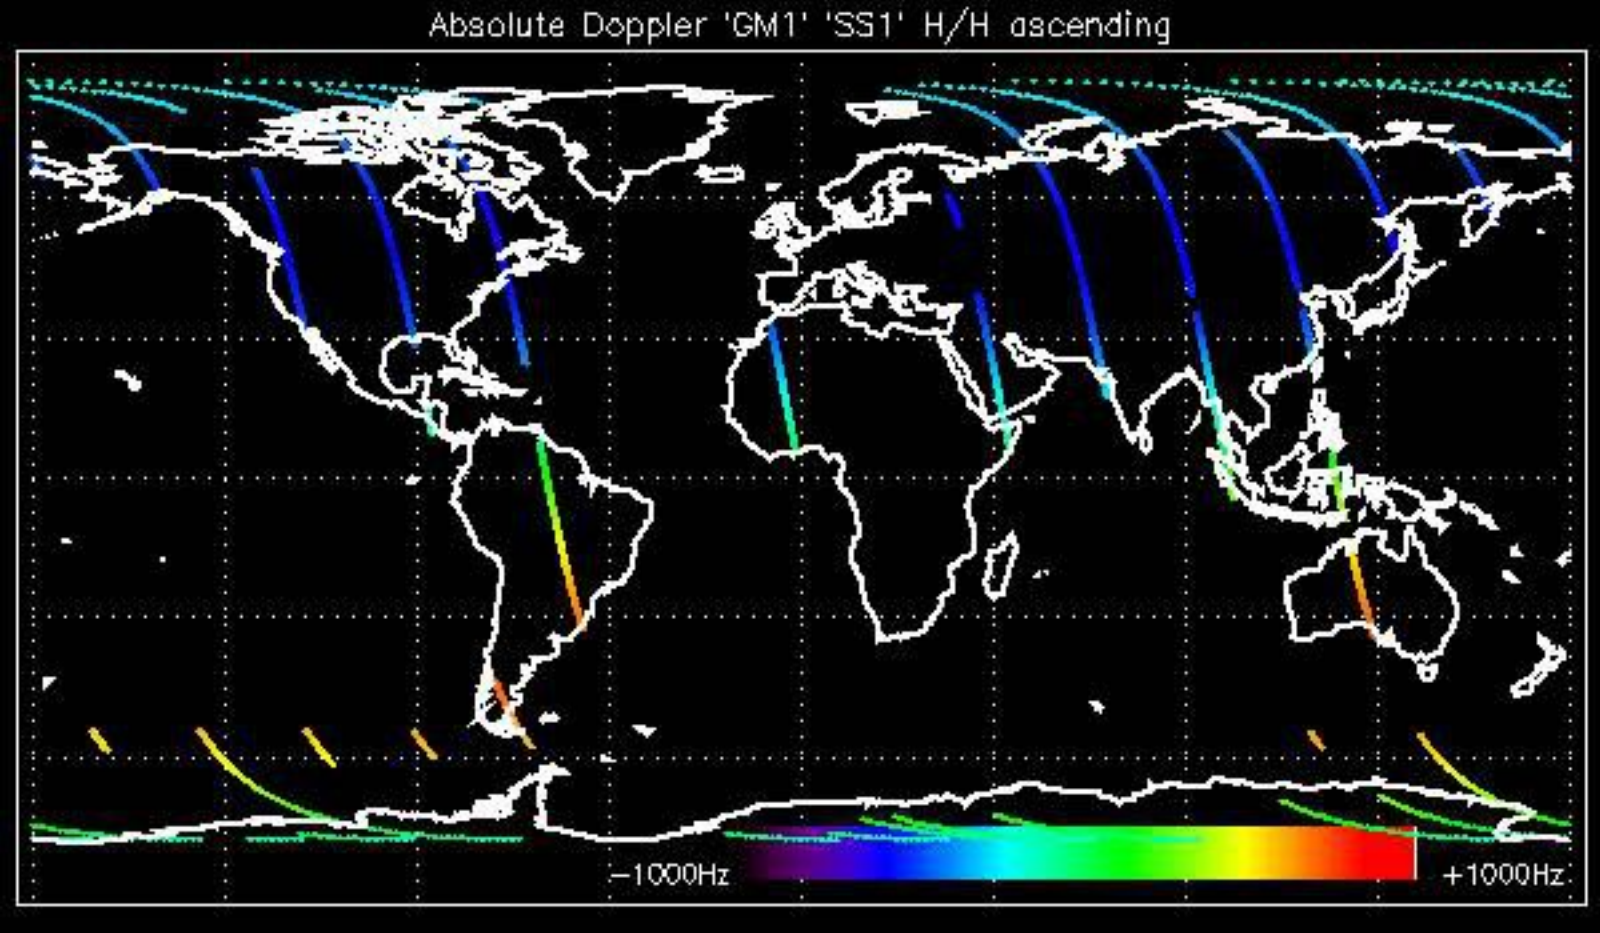 Absolute Doppler 'GM1' 'SS1' H/H ascending
-1000Hz +1000Hz